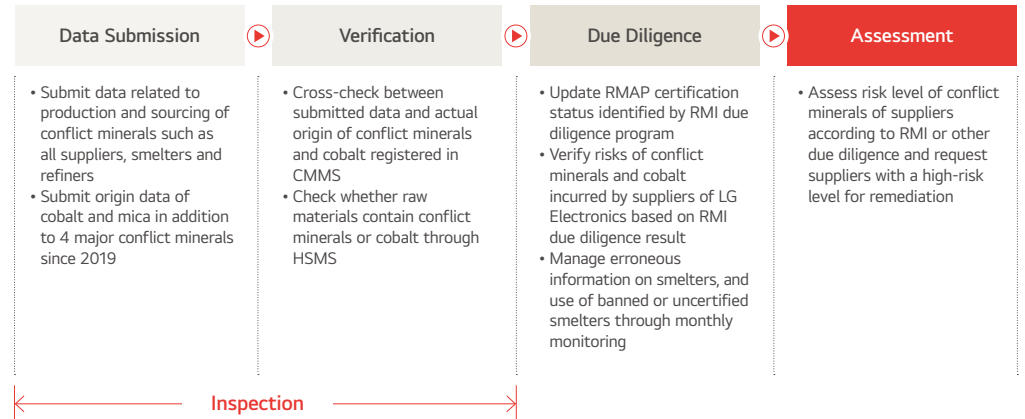 Data Submission
• Submit data related to
production and sourcing of
conflict minerals such as
all suppliers, smelters and
refiners
• Submit origin data of
cobalt and mica in addition
to 4 major conflict minerals
since 2019
Verification
• Cross-check between
submitted data and actual
origin of conflict minerals
and cobalt registered in
CMMS
• Check whether raw
materials contain conflict
minerals or cobalt through
HSMS
Due Diligence
• Update RMAP certification
status identified by RMI due
diligence program
• Verify risks of conflict
minerals and cobalt
incurred by suppliers of LG
Electronics based on RMI
due diligence result
• Manage erroneous
information on smelters, and
use of banned or uncertified
smelters through monthly
monitoring
Assessment
• Assess risk level of conflict
minerals of suppliers
according to RMI or other
due diligence and request
suppliers with a high-risk
level for remediation
Inspection